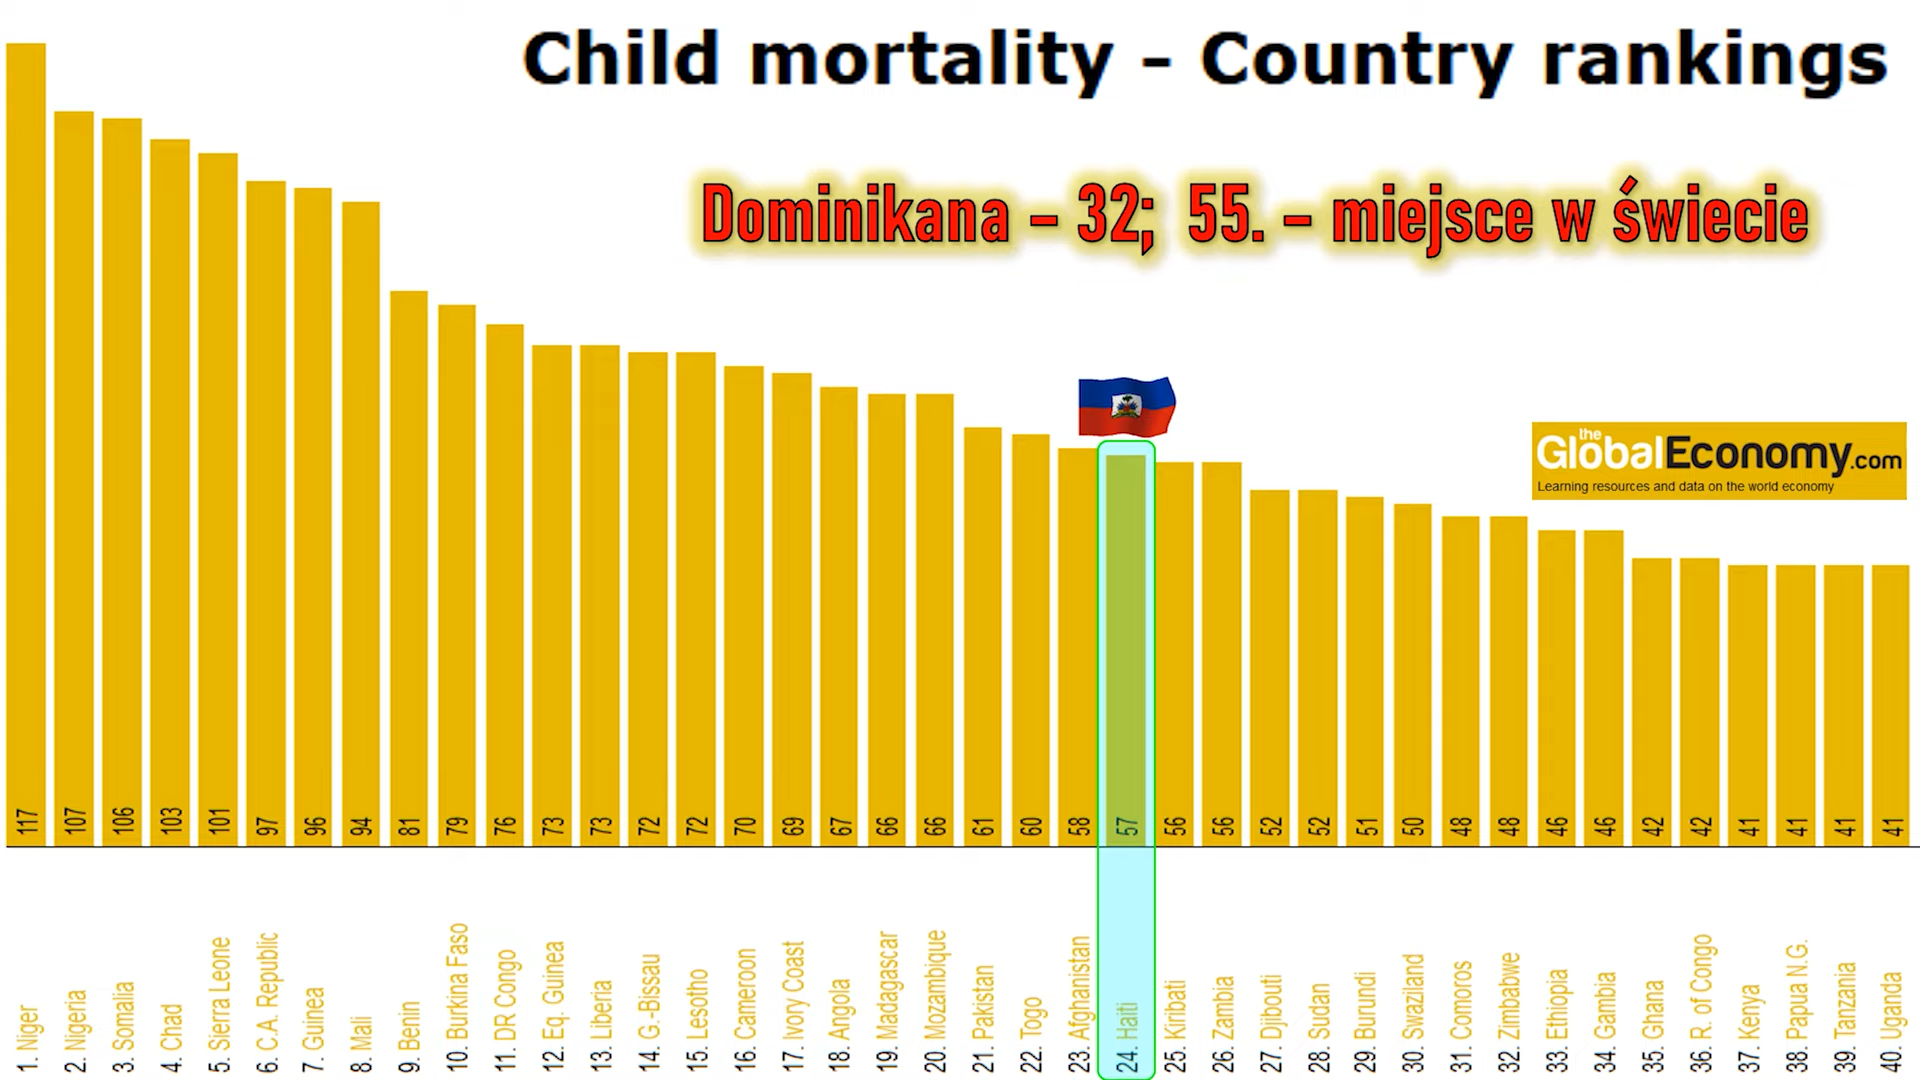 Child mortality - Country rankings
Dominikana – 32; 55. – miejsce w świecie
theGlobalEconomy.com
Learning resources and data on the world economy
117
107
106
103
101
97
96
94
81
79
76
73
73
72
72
70
69
67
66
66
61
60
58
57
56
56
52
52
51
50
48
48
46
46
42
42
41
41
41
41
1. Niger
2. Nigeria
3. Somalia
4. Chad
5. Sierra Leone
6. C.A. Republic
7. Guinea
8. Mali
9. Benin
10. Burkina Faso
11. DR Congo
12. Eq. Guinea
13. Liberia
14. G.-Bissau
15. Lesotho
16. Cameroon
17. Ivory Coast
18. Angola
19. Madagascar
20. Mozambique
21. Pakistan
22. Togo
23. Afghanistan
24. Haiti
25. Kiribati
26. Zambia
27. Djibouti
28. Sudan
29. Burundi
30. Swaziland
31. Comoros
32. Zimbabwe
33. Ethiopia
34. Gambia
35. Ghana
36. R. of Congo
37. Kenya
38. Papua N.G.
39. Tanzania
40. Uganda